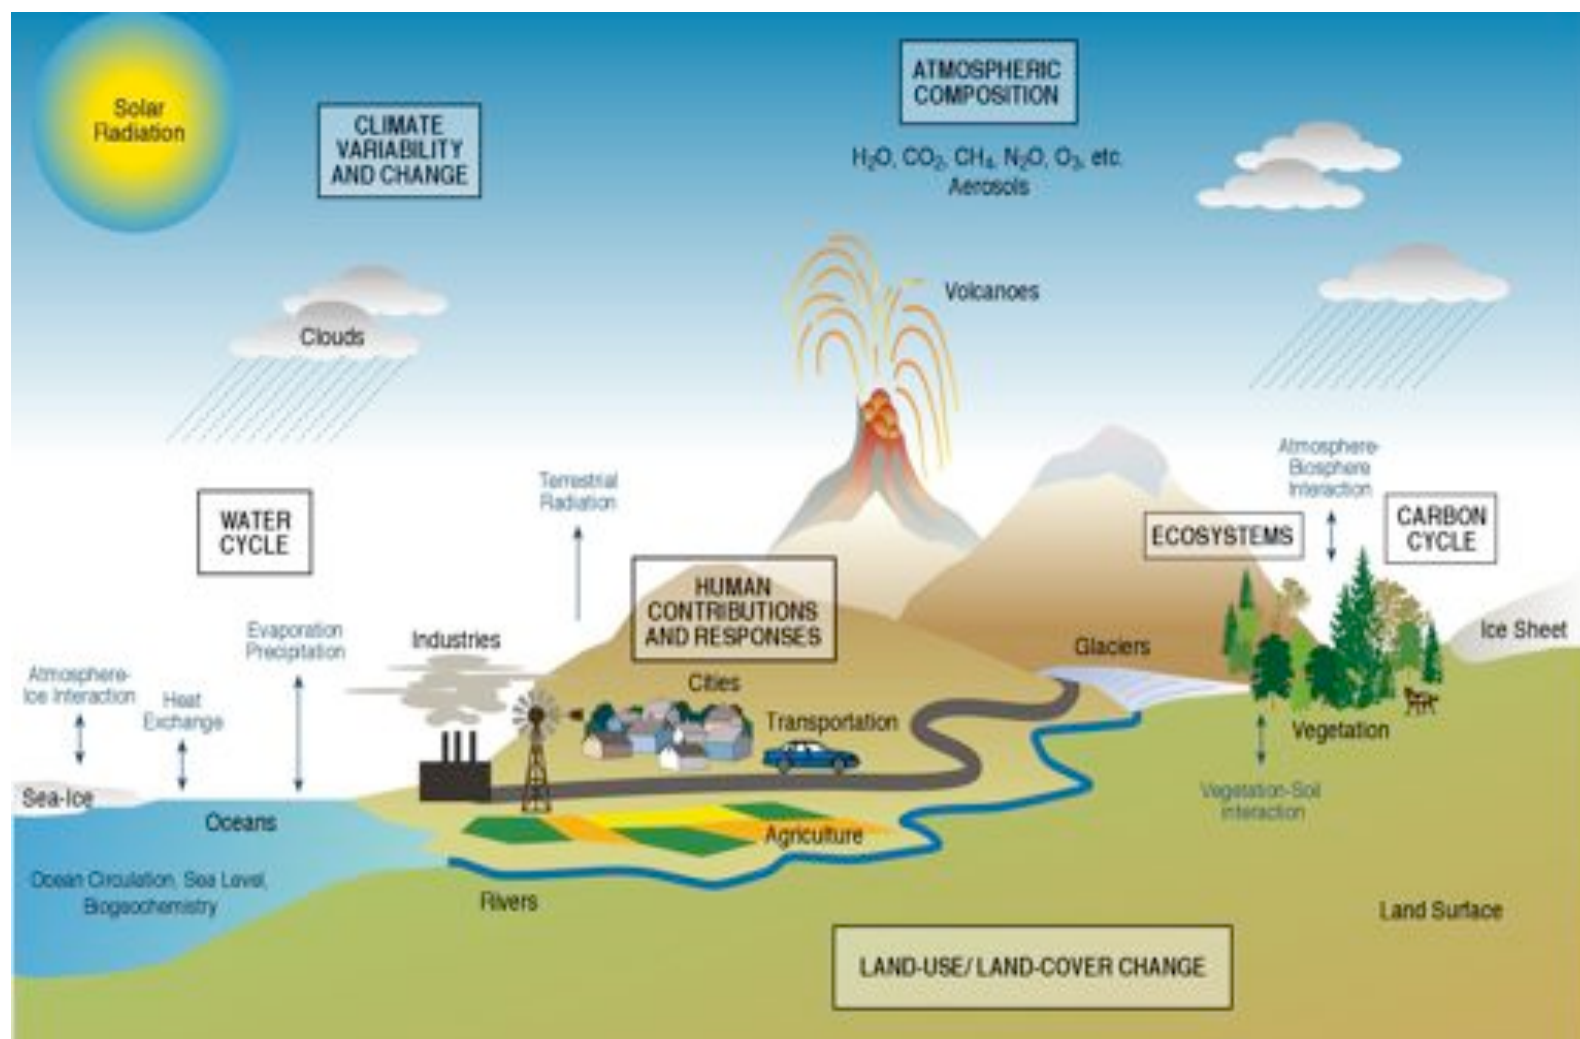 Solar
Radiation
CLIMATE
VARIABILITY
AND CHANGE
ATMOSPHERIC
COMPOSITION
H₂O, CO₂, CH₄, N₂O, O₃, etc.
Aerosols
Volcanoes
Clouds
WATER
CYCLE
Terrestrial
Radiation
Atmosphere-
Biosphere
Interaction
ECOSYSTEMS
CARBON
CYCLE
HUMAN
CONTRIBUTIONS
AND RESPONSES
Evaporation
Precipitation
Industries
Ice Sheet
Glaciers
Atmosphere-
Ice Interaction
Heat
Exchange
Cities
Transportation
Vegetation
Sea-Ice
Oceans
Agriculture
Vegetation-Soil
Interaction
Ocean Circulation, Sea Level,
Biogeochemistry
Rivers
Land Surface
LAND-USE/ LAND-COVER CHANGE